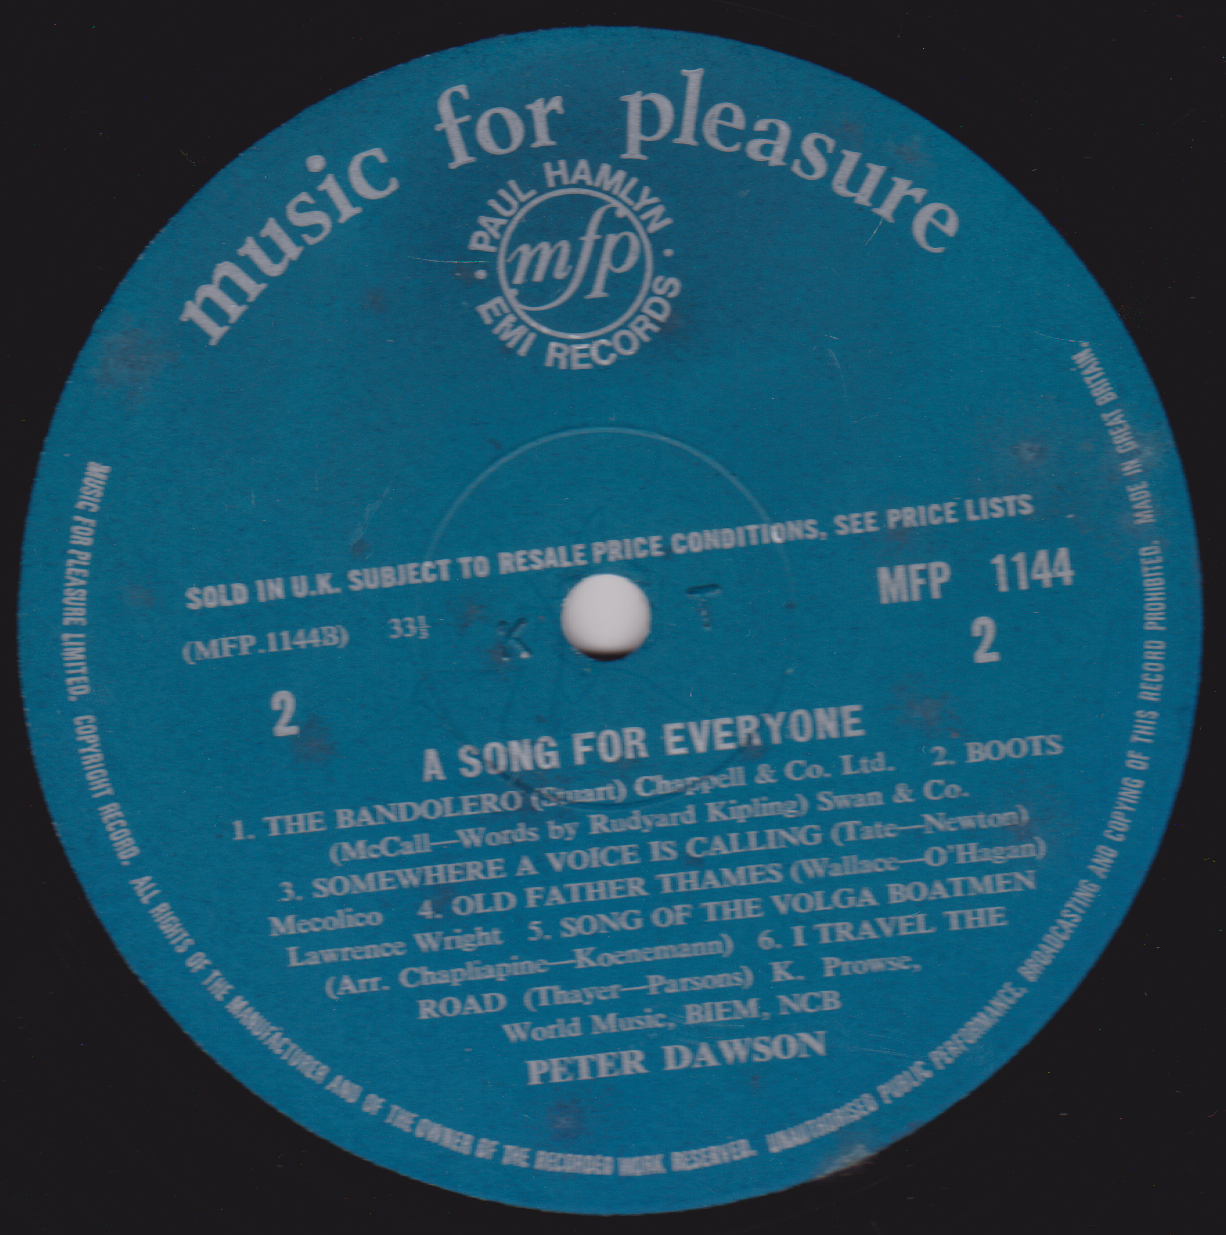 music for pleasure
PAUL HAMLYN
mfp
EMI RECORDS
SOLD IN U.K. SUBJECT TO RESALE PRICE CONDITIONS, SEE PRICE LISTS
(MFP.1144B) 33⅓ MFP 1144
K T
2 2
A SONG FOR EVERYONE
1. THE BANDOLERO (Stuart) Chappell & Co. Ltd. 2. BOOTS
(McCall—Words by Rudyard Kipling) Swan & Co.
3. SOMEWHERE A VOICE IS CALLING (Tate—Newton)
Mecolico 4. OLD FATHER THAMES (Wallace—O'Hagan)
Lawrence Wright 5. SONG OF THE VOLGA BOATMEN
(Arr. Chapliapine—Koenemann) 6. I TRAVEL THE
ROAD (Thayer—Parsons) K. Prowse,
World Music, BIEM, NCB
PETER DAWSON
MUSIC FOR PLEASURE LIMITED. COPYRIGHT RECORD. ALL RIGHTS OF THE MANUFACTURER AND OF THE OWNER OF THE RECORDED WORK RESERVED. UNAUTHORISED PUBLIC PERFORMANCE, BROADCASTING AND COPYING OF THIS RECORD PROHIBITED. MADE IN GREAT BRITAIN.